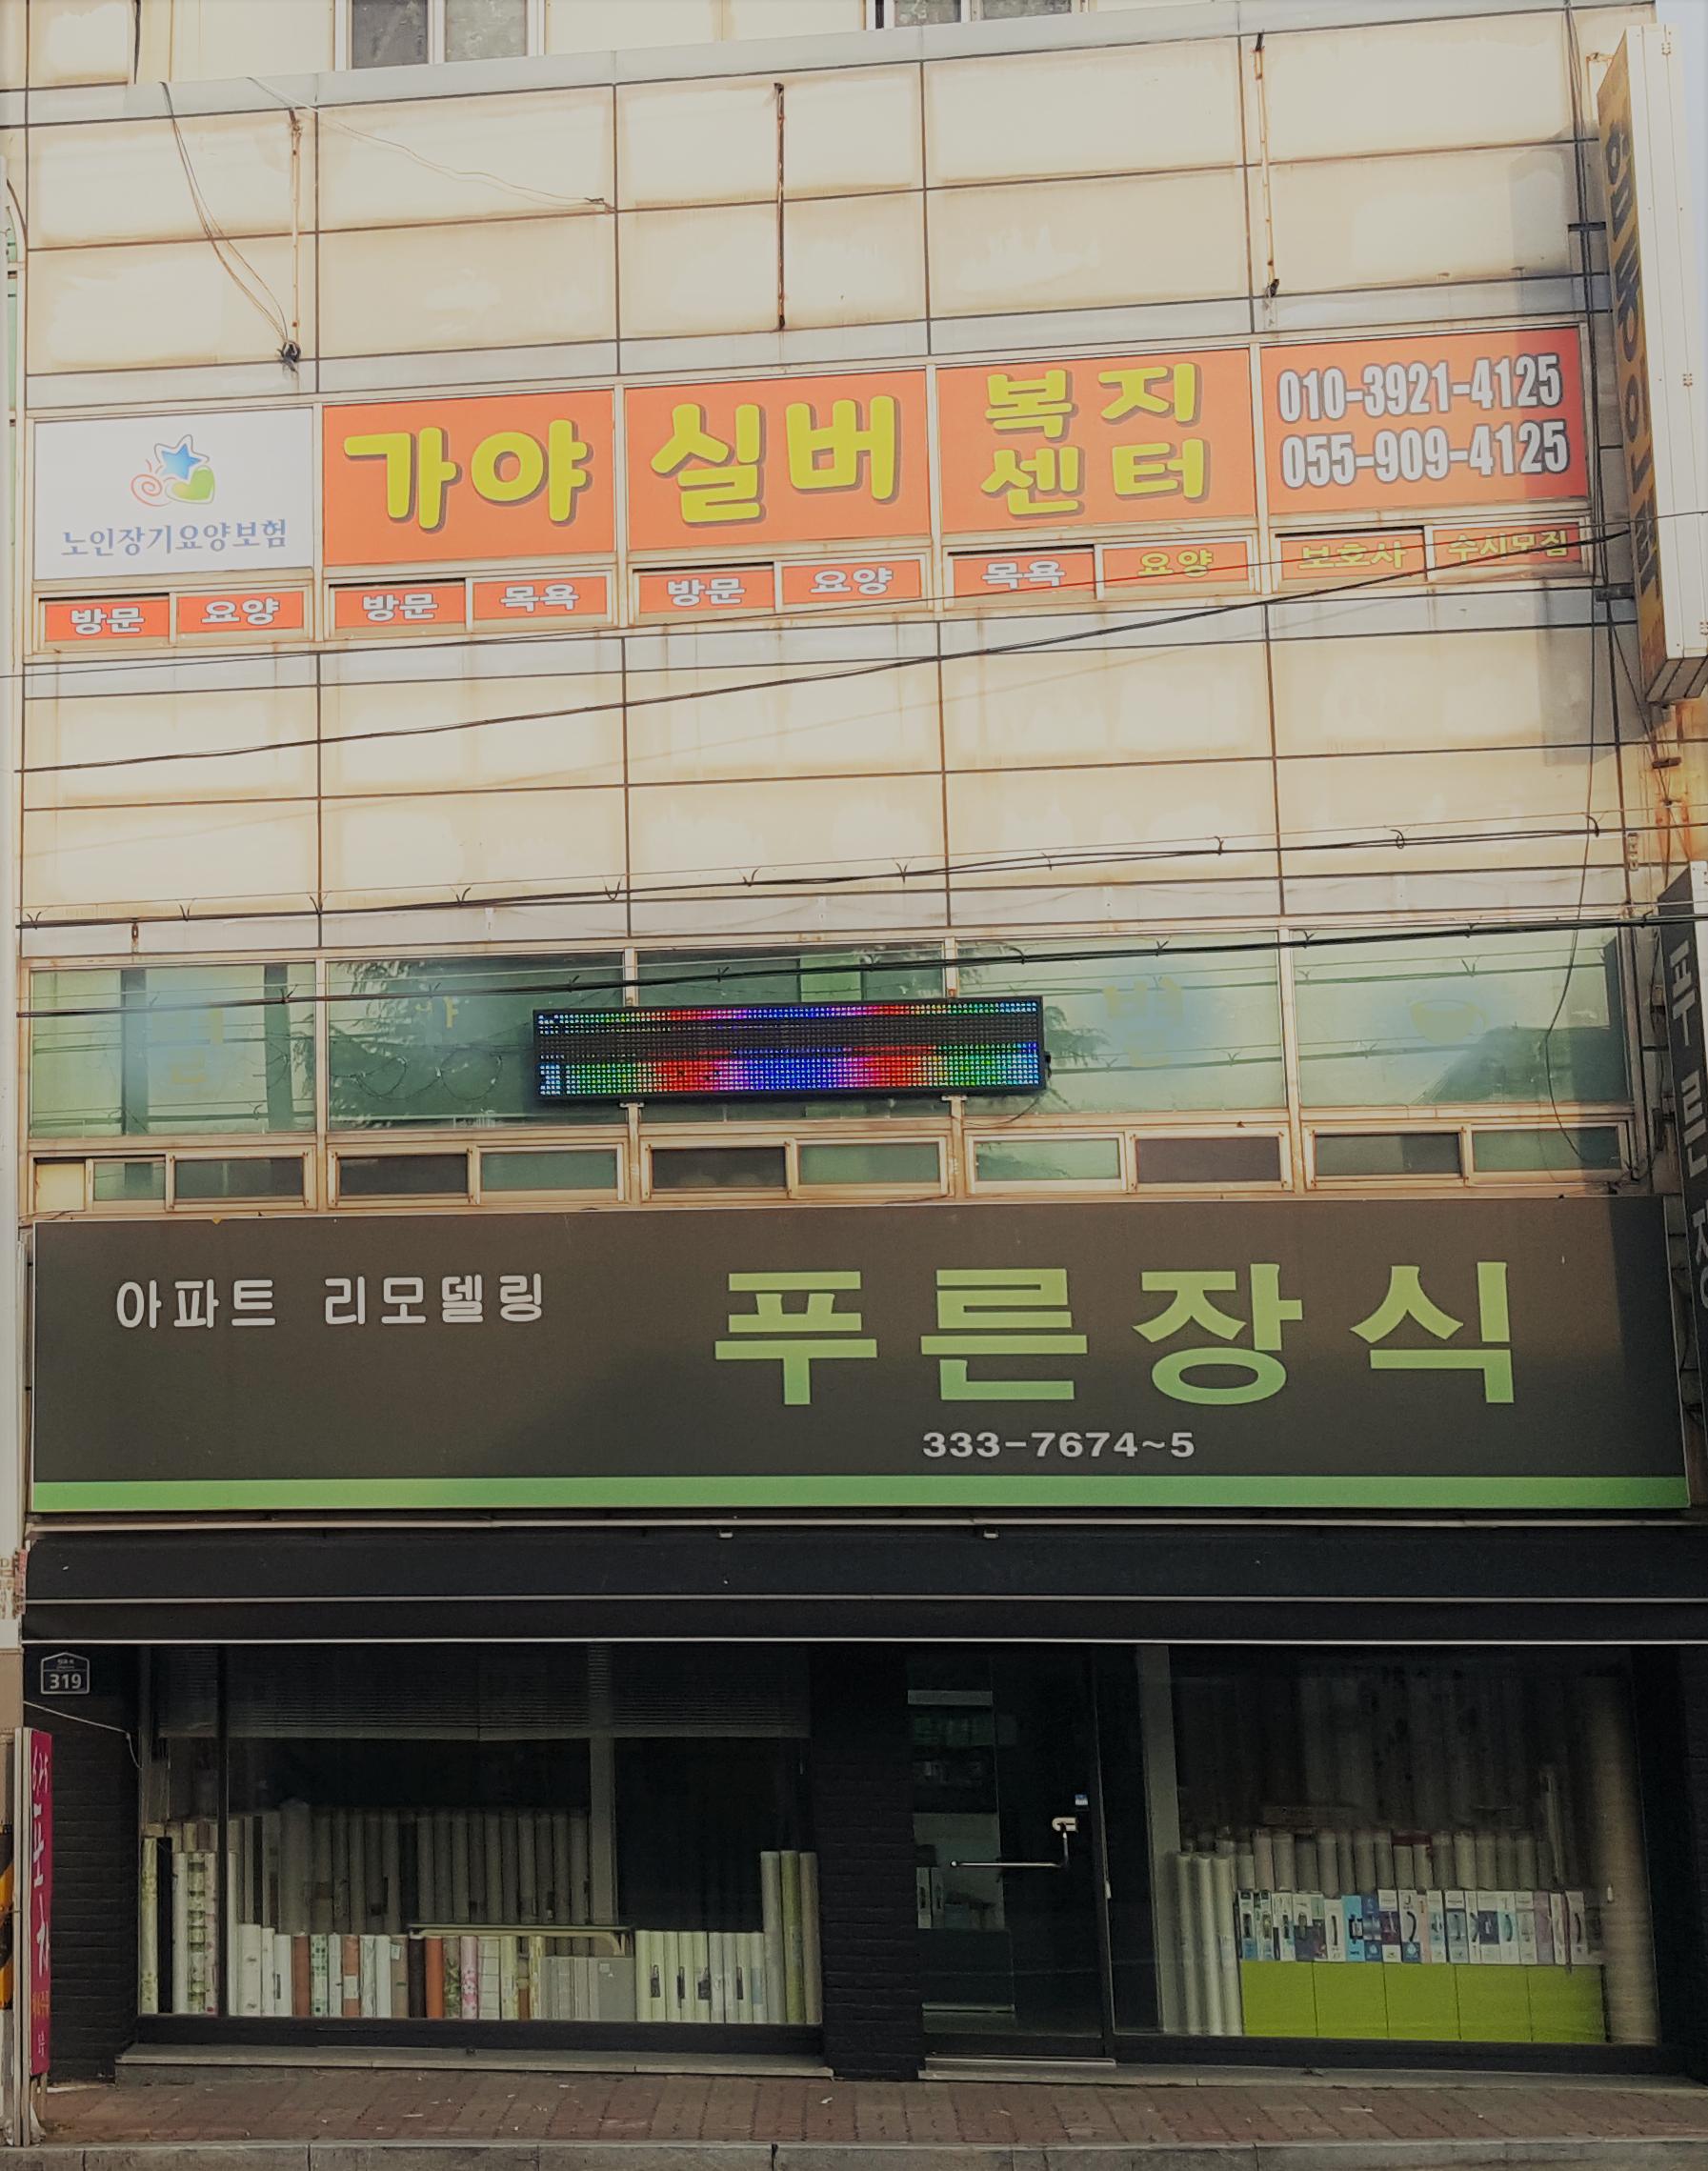 노인장기요양보험
가야 실버 복지
센터
010-3921-4125
055-909-4125
방문 요양 방문 목욕 방문 요양 목욕 요양 보호사 수시모집
아파트 리모델링
푸른장식
333-7674~5
319